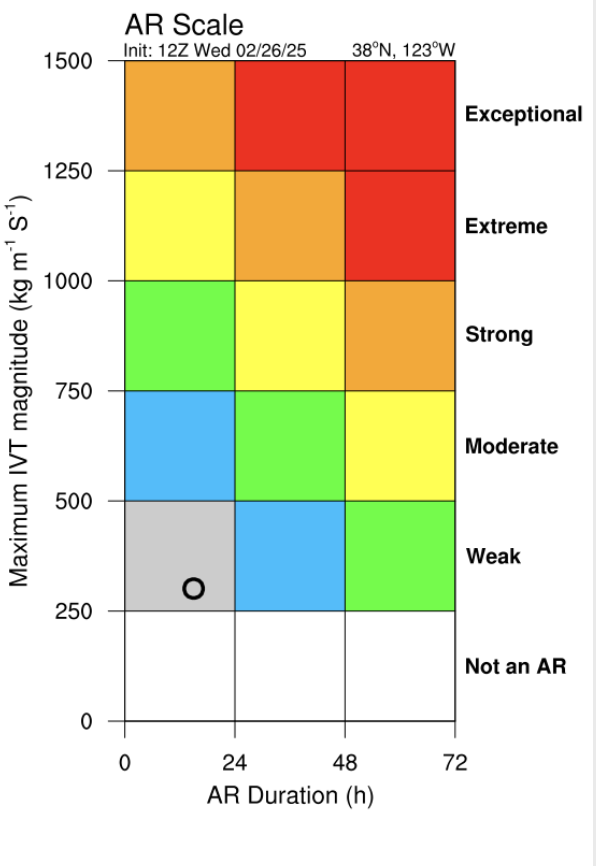 AR Scale
Init: 12Z Wed 02/26/25 38°N, 123°W
1500
Exceptional
1250
Extreme
1000
Strong
750
Moderate
500
Weak
250
Not an AR
0
0 24 48 72
AR Duration (h)
Maximum IVT magnitude (kg m⁻¹ S⁻¹)